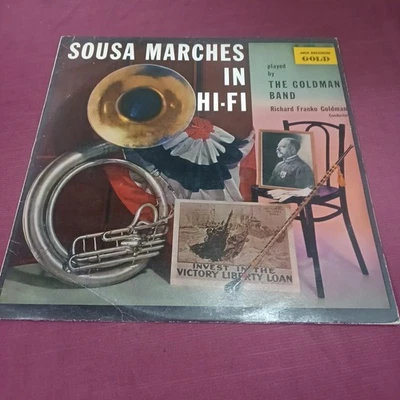 SOUSA MARCHES
IN
HI-FI
GOLD
played
by
THE GOLDMAN
BAND
Richard Franko Goldman
Conductor
INVEST IN THE
VICTORY LIBERTY LOAN